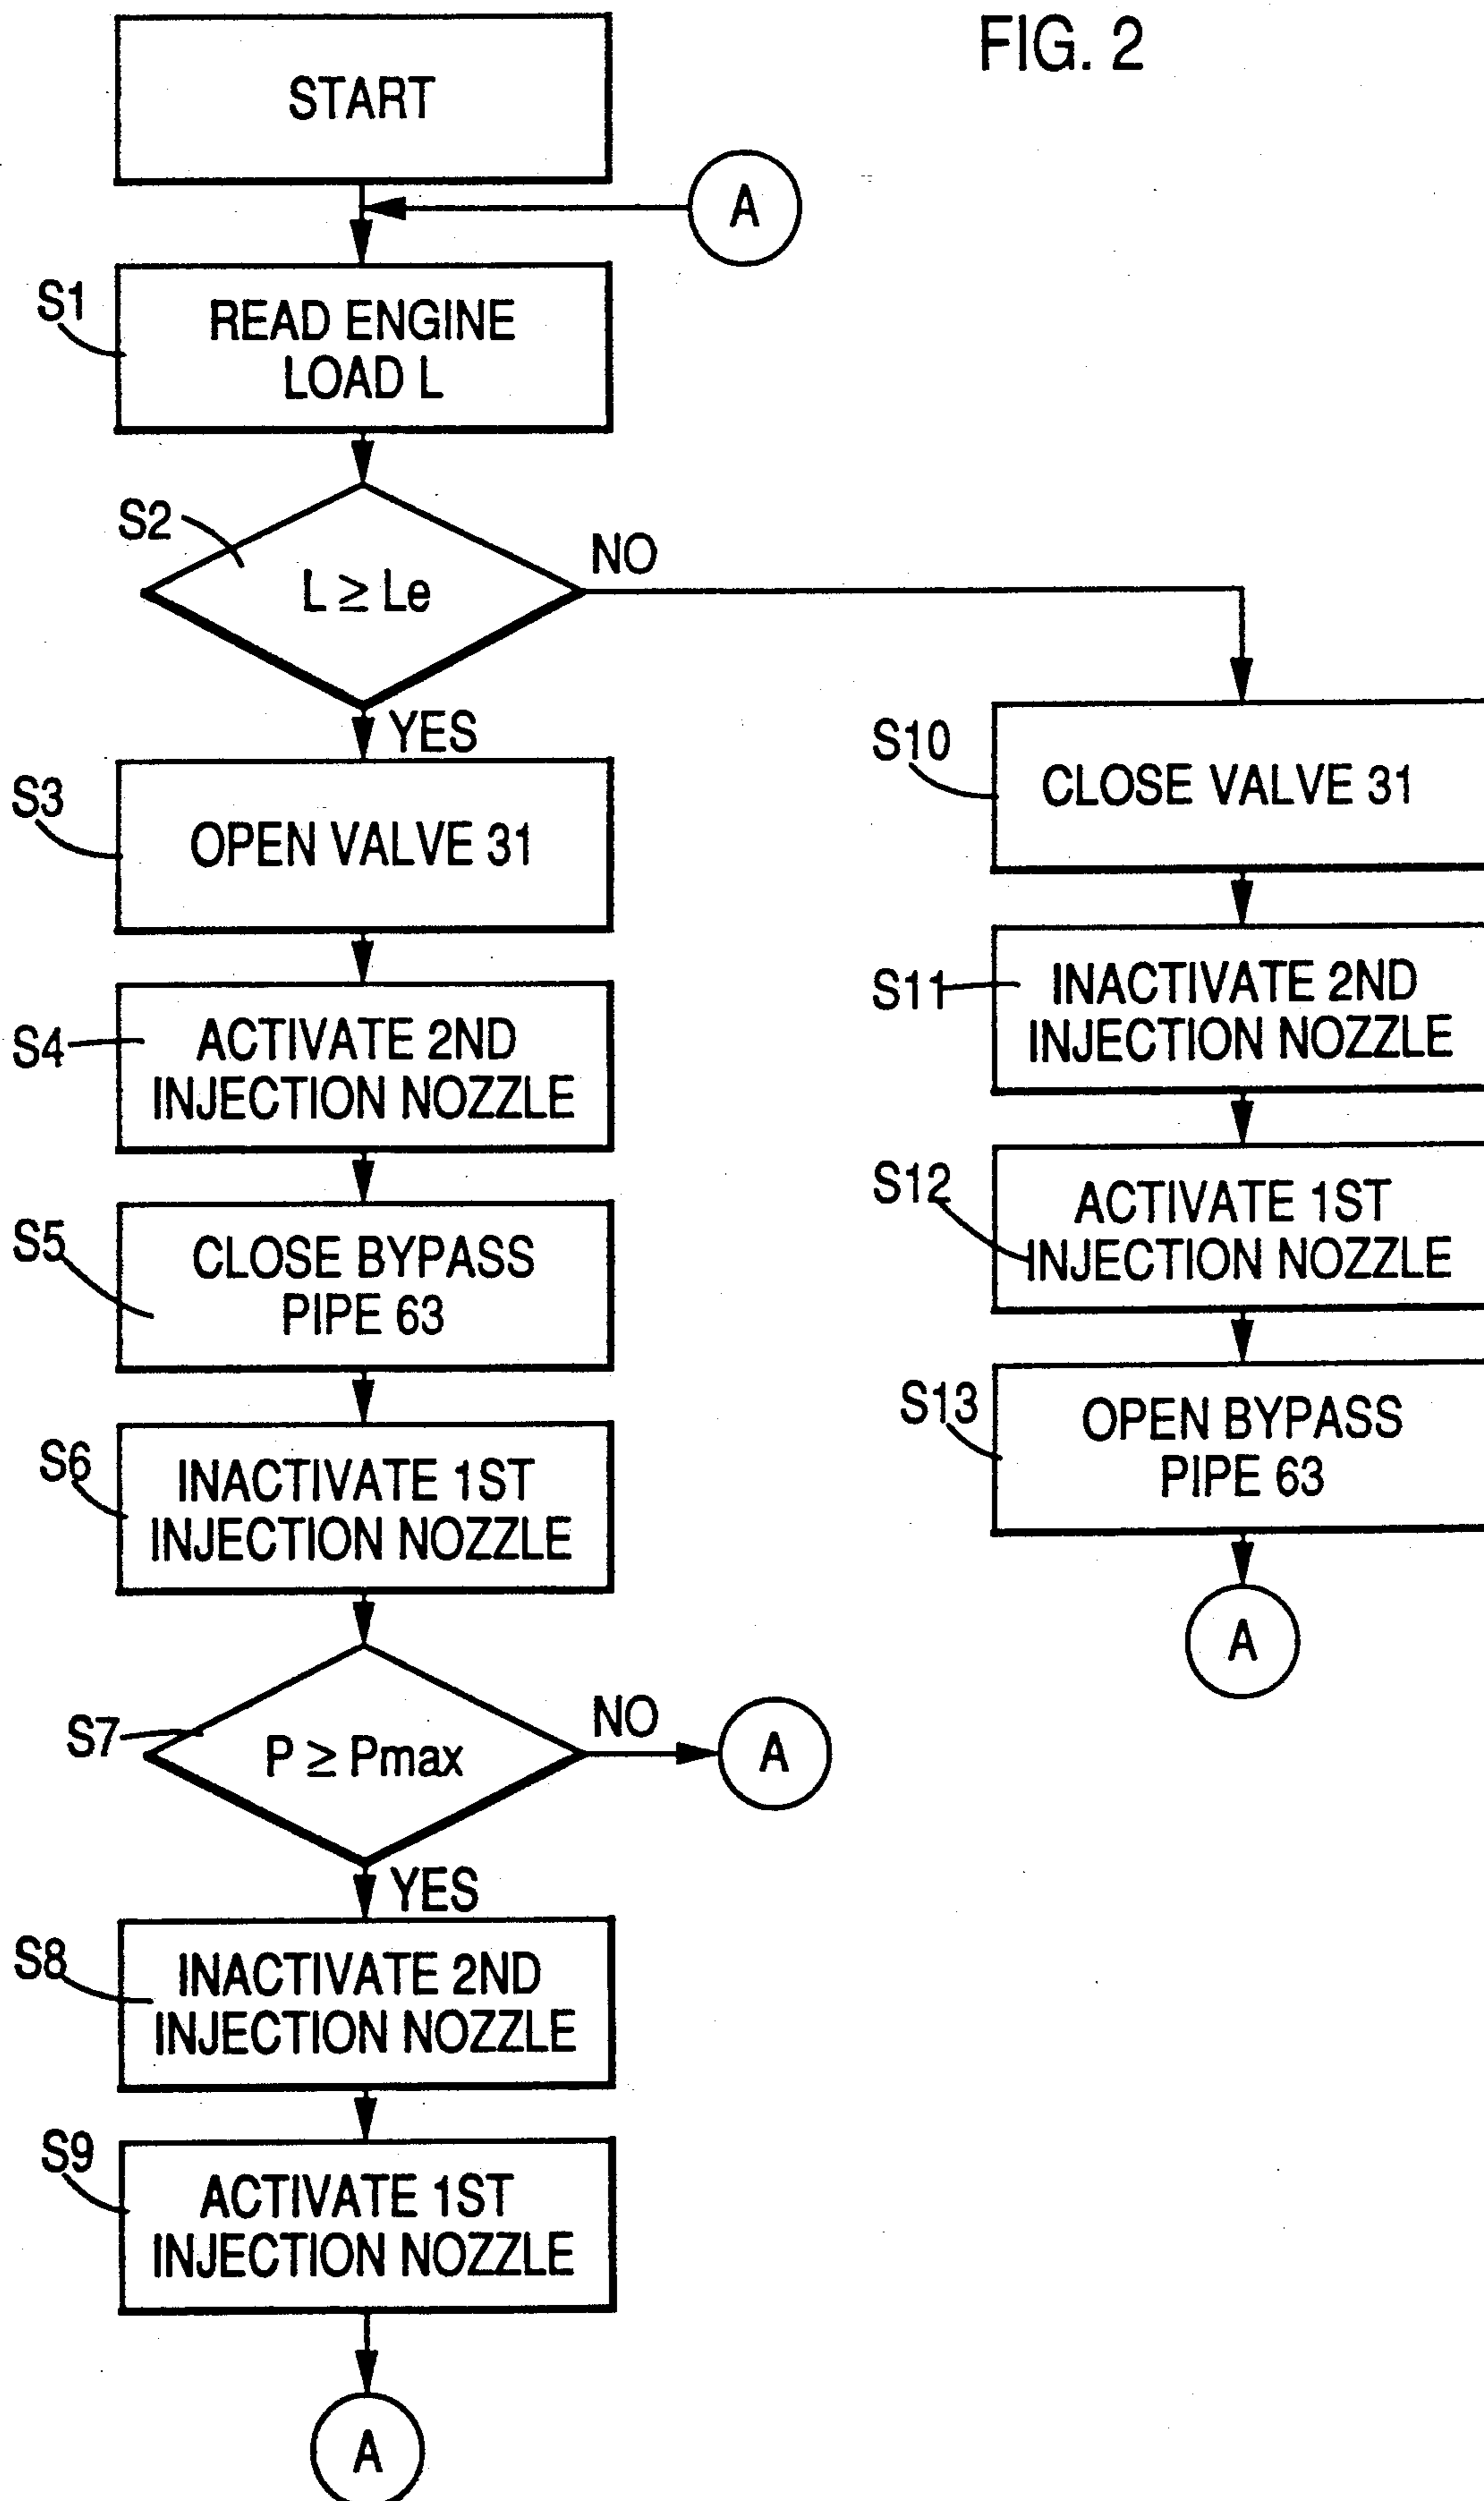 FIG. 2
START
A
S1
READ ENGINE
LOAD L
S2
L ≥ Le
NO
YES
S3
OPEN VALVE 31
S4
ACTIVATE 2ND
INJECTION NOZZLE
S5
CLOSE BYPASS
PIPE 63
S6
INACTIVATE 1ST
INJECTION NOZZLE
S7
P ≥ Pmax
NO
A
YES
S8
INACTIVATE 2ND
INJECTION NOZZLE
S9
ACTIVATE 1ST
INJECTION NOZZLE
A
S10
CLOSE VALVE 31
S11
INACTIVATE 2ND
INJECTION NOZZLE
S12
ACTIVATE 1ST
INJECTION NOZZLE
S13
OPEN BYPASS
PIPE 63
A